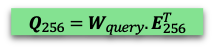 Q₂₅₆ = W_query . E₂₅₆ᵀ